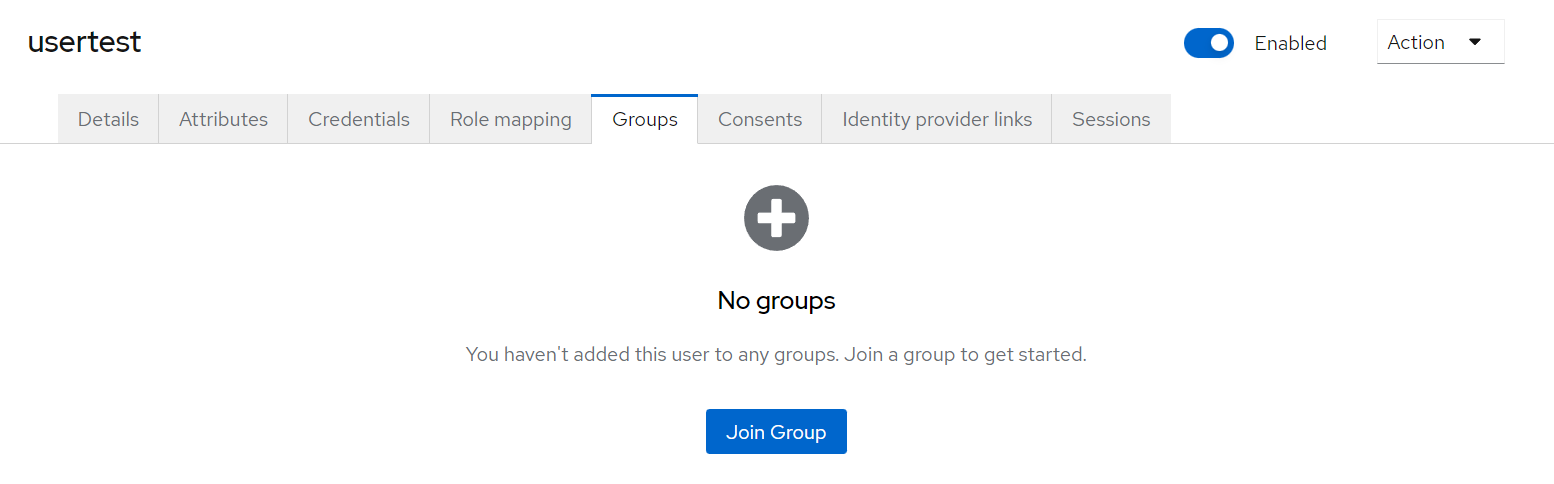 usertest
Enabled
Action
Details
Attributes
Credentials
Role mapping
Groups
Consents
Identity provider links
Sessions
No groups
You haven't added this user to any groups. Join a group to get started.
Join Group